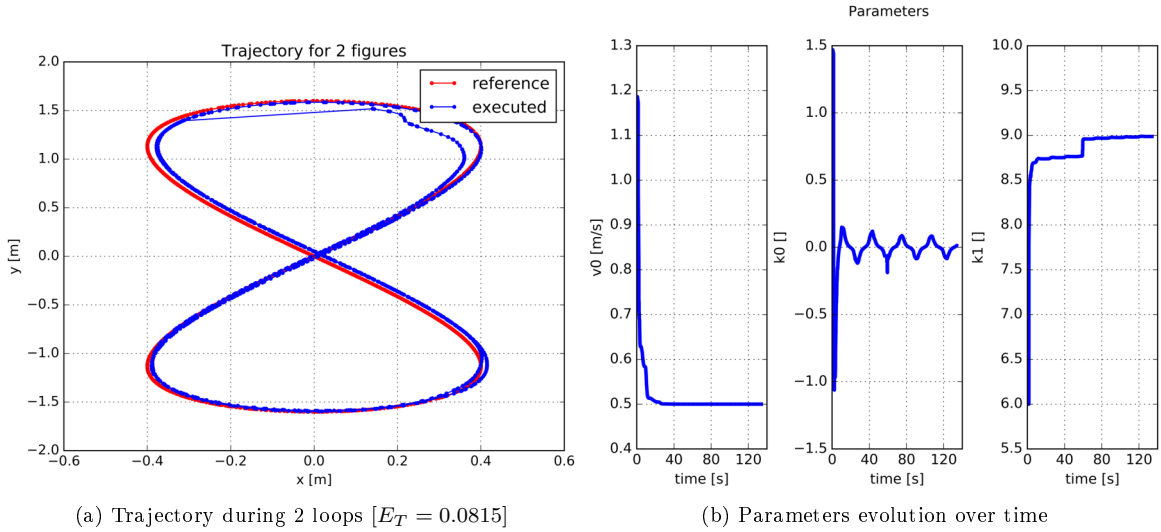 Parameters
Trajectory for 2 figures
reference
executed
2.0
1.5
1.0
0.5
0.0
−0.5
−1.0
−1.5
−2.0
y [m]
−0.6
−0.4
−0.2
0.0
0.2
0.4
0.6
x [m]
1.3
1.2
1.1
1.0
0.9
0.8
0.7
0.6
0.5
0.4
v0 [m/s]
0 40 80 120
time [s]
1.5
1.0
0.5
0.0
−0.5
−1.0
−1.5
k0 []
0 40 80 120
time [s]
10.0
9.5
9.0
8.5
8.0
7.5
7.0
6.5
6.0
5.5
k1 []
0 40 80 120
time [s]
(a) Trajectory during 2 loops [E_T = 0.0815]
(b) Parameters evolution over time